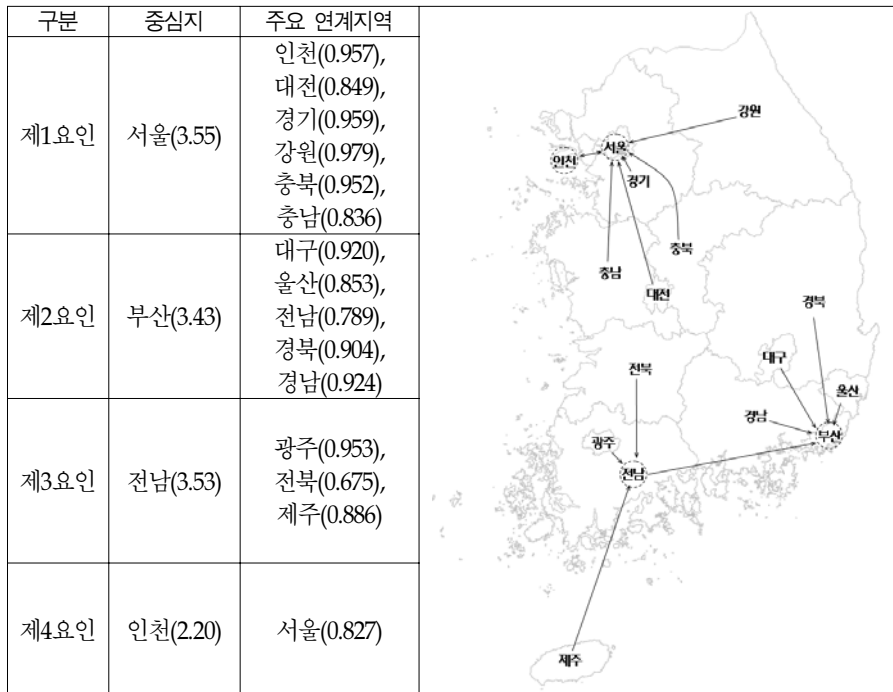 구분 중심지 주요 연계지역
제1요인 서울(3.55) 인천(0.957),
대전(0.849),
경기(0.959),
강원(0.979),
충북(0.952),
충남(0.836)
제2요인 부산(3.43) 대구(0.920),
울산(0.853),
전남(0.789),
경북(0.904),
경남(0.924)
제3요인 전남(3.53) 광주(0.953),
전북(0.675),
제주(0.886)
제4요인 인천(2.20) 서울(0.827)
강원
서울
인천
경기
충북
충남
대전
경북
대구
전북
울산
경남
부산
광주
전남
제주